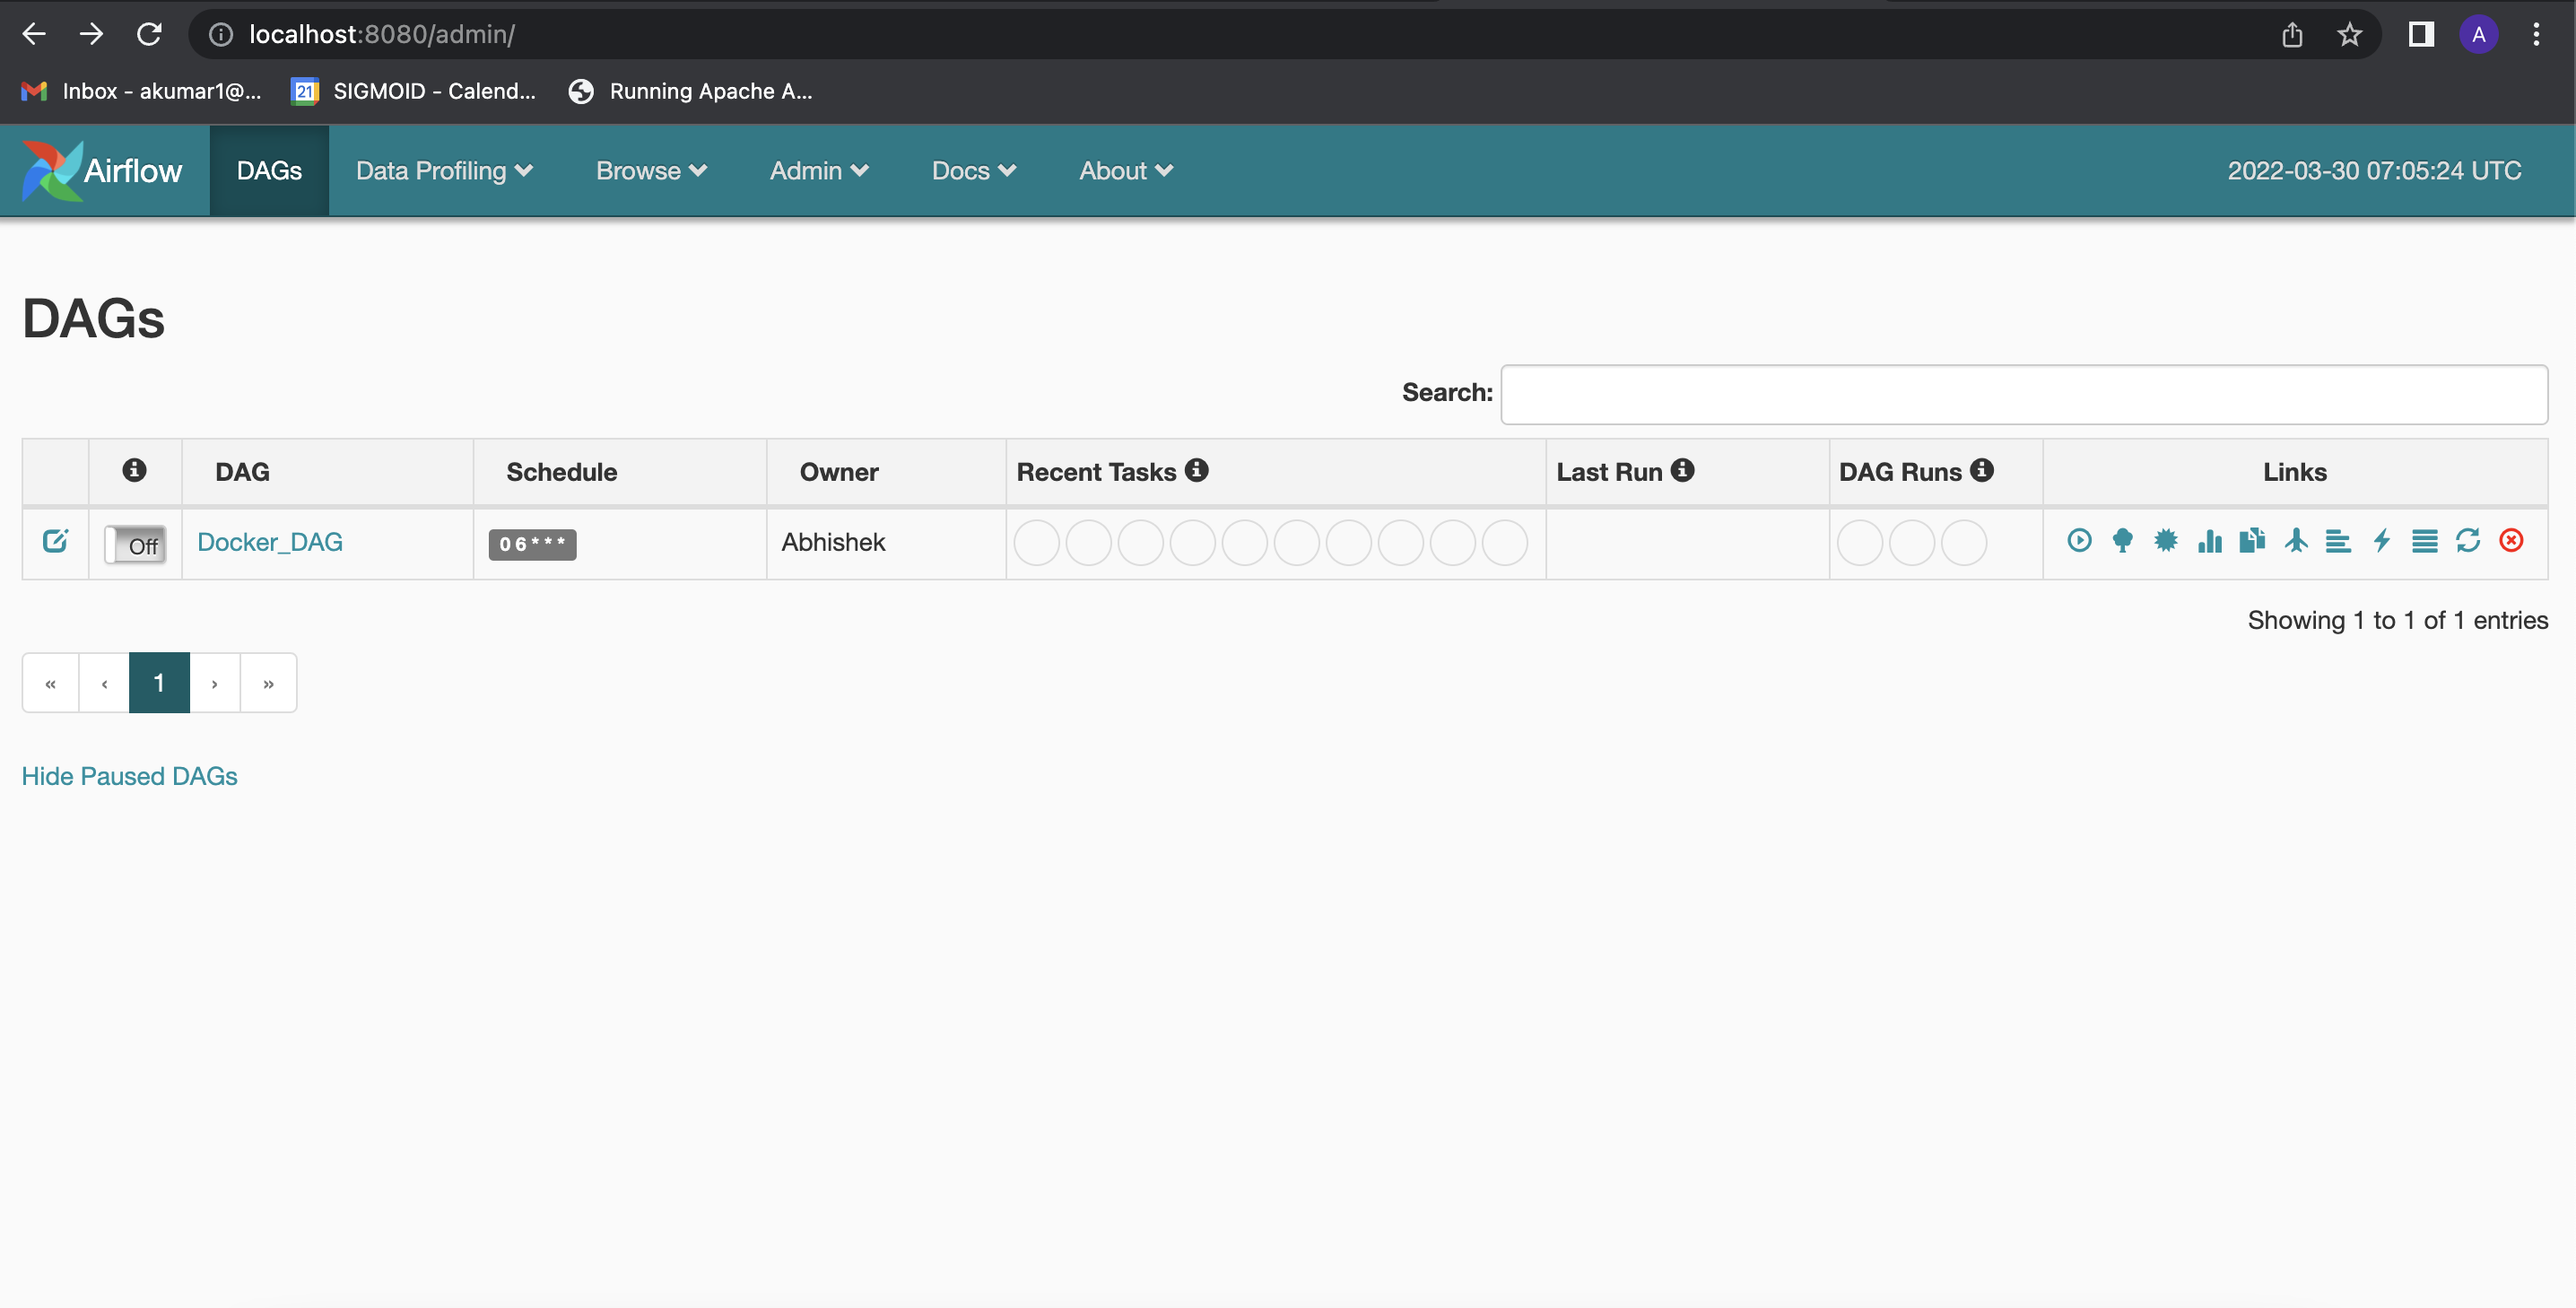 localhost:8080/admin/
A
Inbox - akumar1@...
21
SIGMOID - Calend...
Running Apache A...
Airflow
DAGs
Data Profiling
Browse
Admin
Docs
About
2022-03-30 07:05:24 UTC
DAGs
Search:
DAG
Schedule
Owner
Recent Tasks
Last Run
DAG Runs
Links
Off
Docker_DAG
0 6 * * *
Abhishek
Showing 1 to 1 of 1 entries
« ‹ 1 › »
Hide Paused DAGs